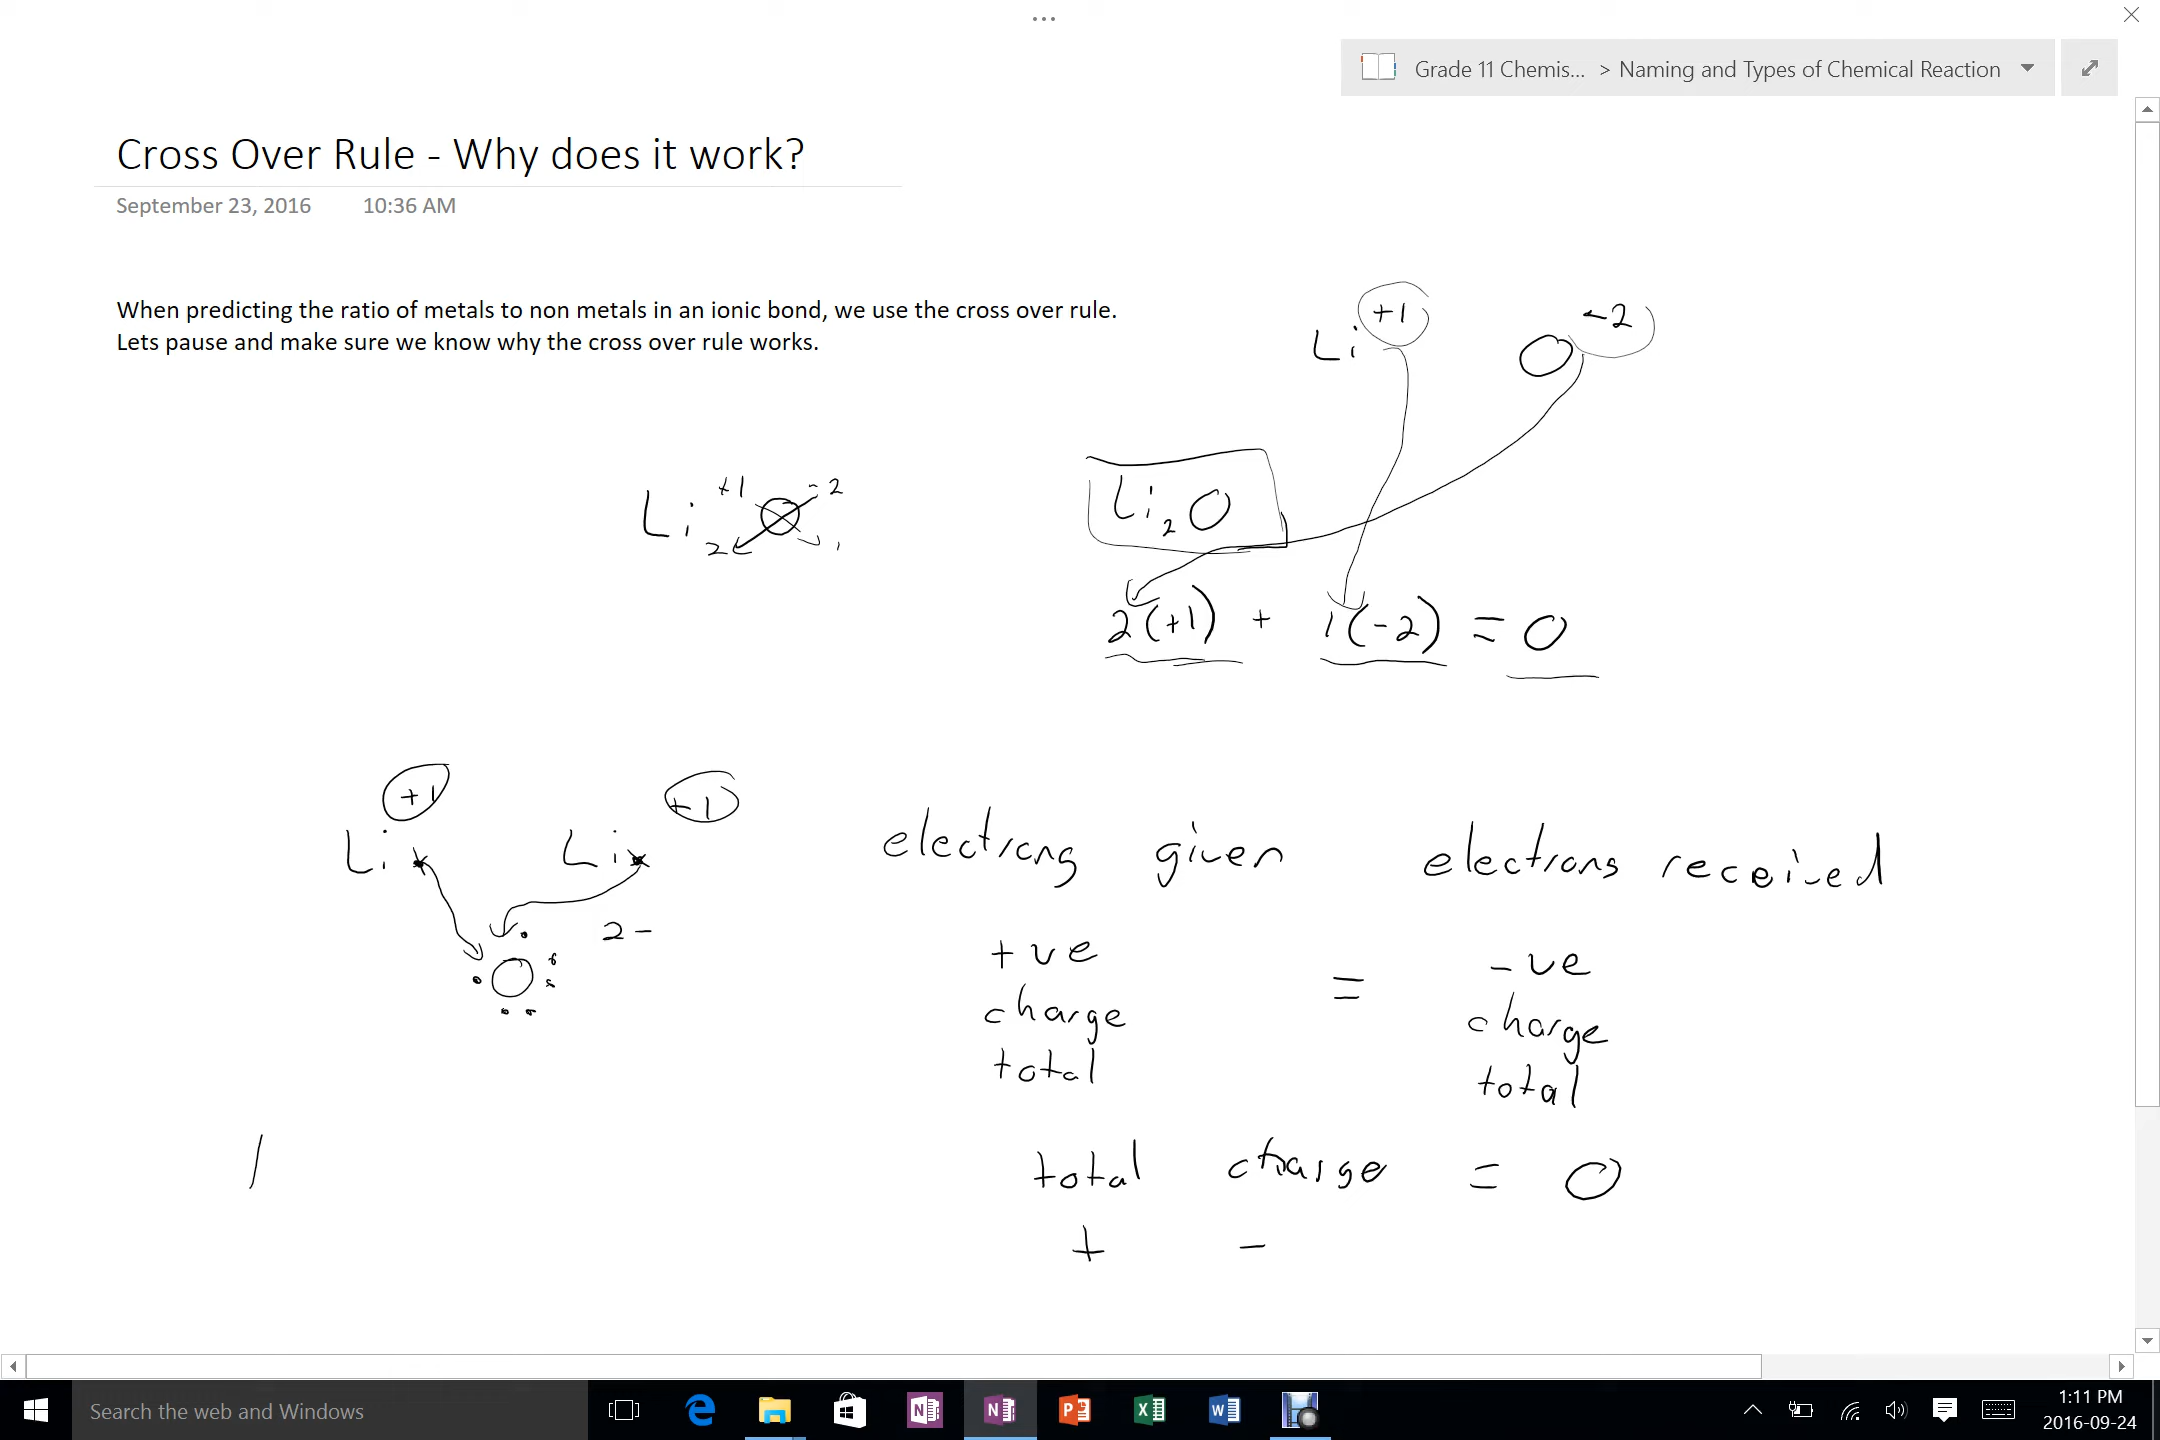 Grade 11 Chemis... > Naming and Types of Chemical Reaction
Cross Over Rule - Why does it work?
September 23, 2016 10:36 AM
When predicting the ratio of metals to non metals in an ionic bond, we use the cross over rule.
Lets pause and make sure we know why the cross over rule works.
Li +1 O -2
Li +1 O -2
2 1
Li2O
2(+1) + 1(-2) = 0
+1 +1
Li Li
2-
O
electrons given electrons received
+ve = -ve
charge charge
total total
total charge = 0
+ -
Search the web and Windows
1:11 PM
2016-09-24